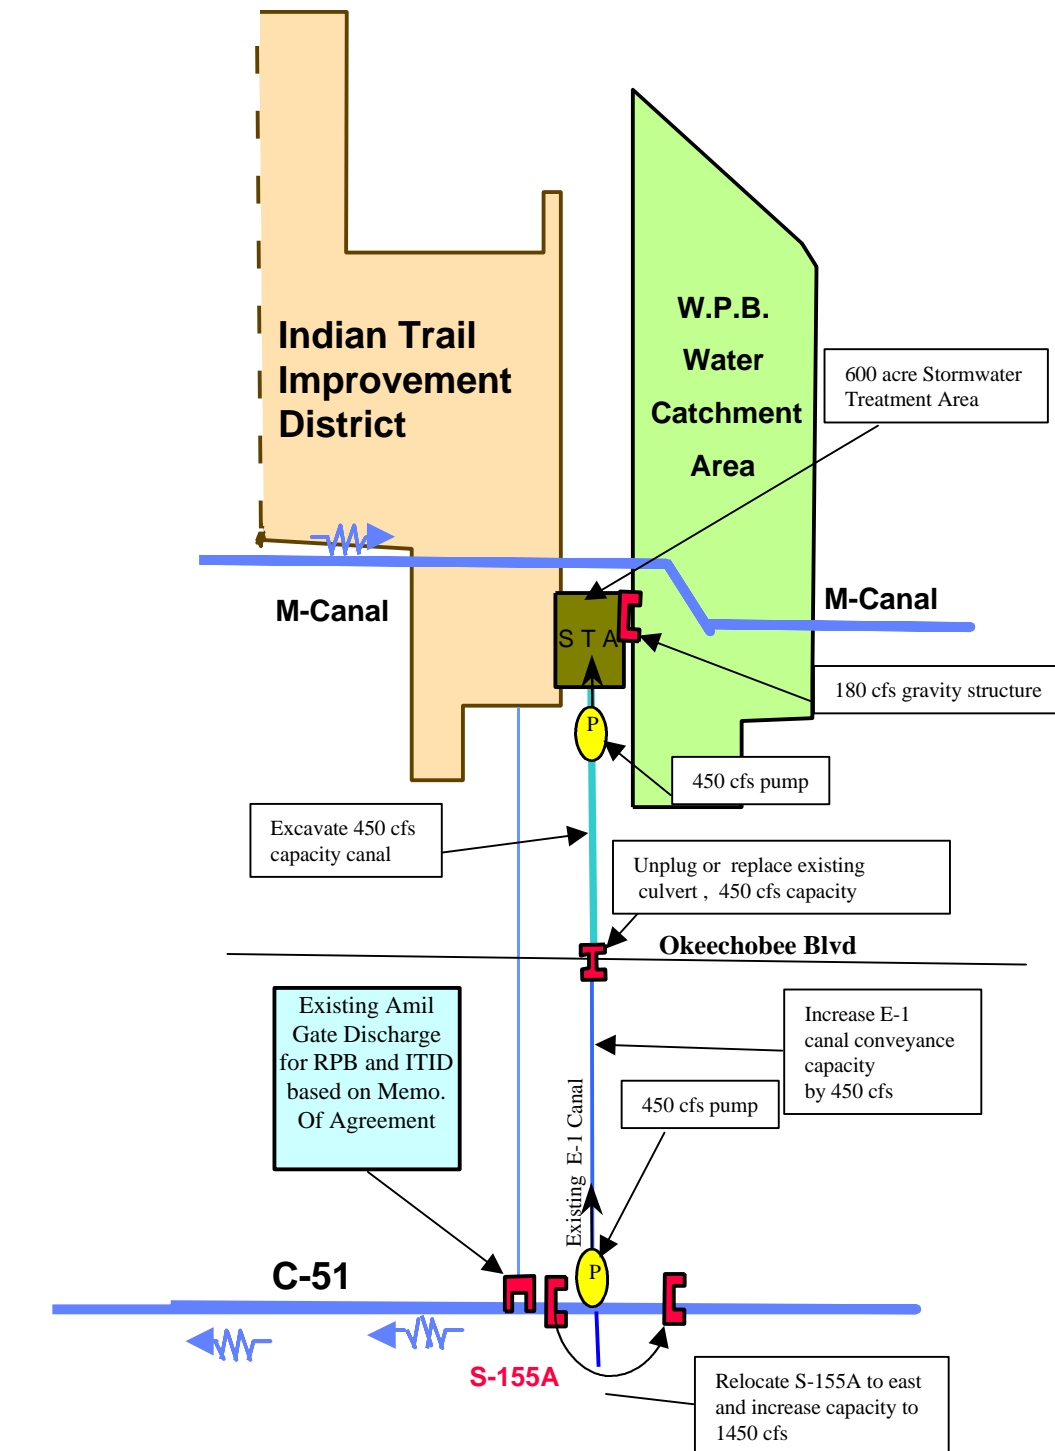 Indian Trail
Improvement
District
W.P.B.
Water
Catchment
Area
600 acre Stormwater
Treatment Area
M-Canal
M-Canal
S T A
180 cfs gravity structure
P
450 cfs pump
Excavate 450 cfs
capacity canal
Unplug or replace existing
culvert , 450 cfs capacity
Okeechobee Blvd
Existing Amil
Gate Discharge
for RPB and ITID
based on Memo.
Of Agreement
Increase E-1
canal conveyance
capacity
by 450 cfs
450 cfs pump
Existing E-1 Canal
C-51
P
S-155A
Relocate S-155A to east
and increase capacity to
1450 cfs